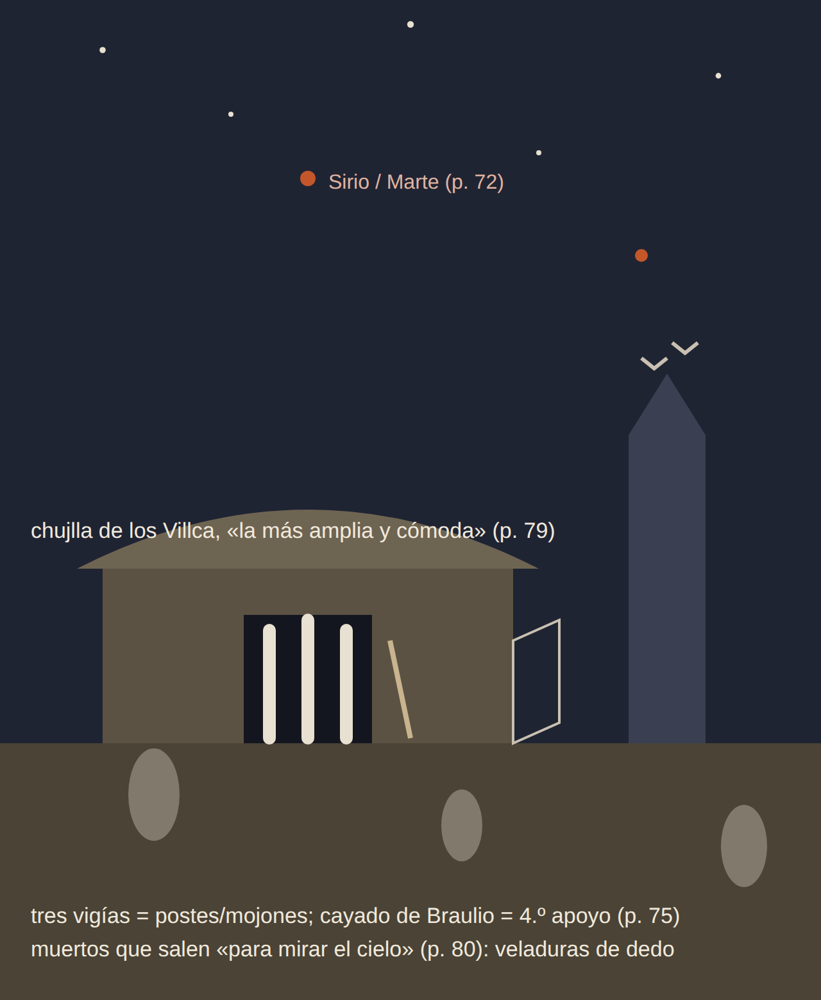 Sirio / Marte (p. 72)
chujlla de los Villca, «la más amplia y cómoda» (p. 79)
tres vigías = postes/mojones; cayado de Braulio = 4.º apoyo (p. 75)
muertos que salen «para mirar el cielo» (p. 80): veladuras de dedo